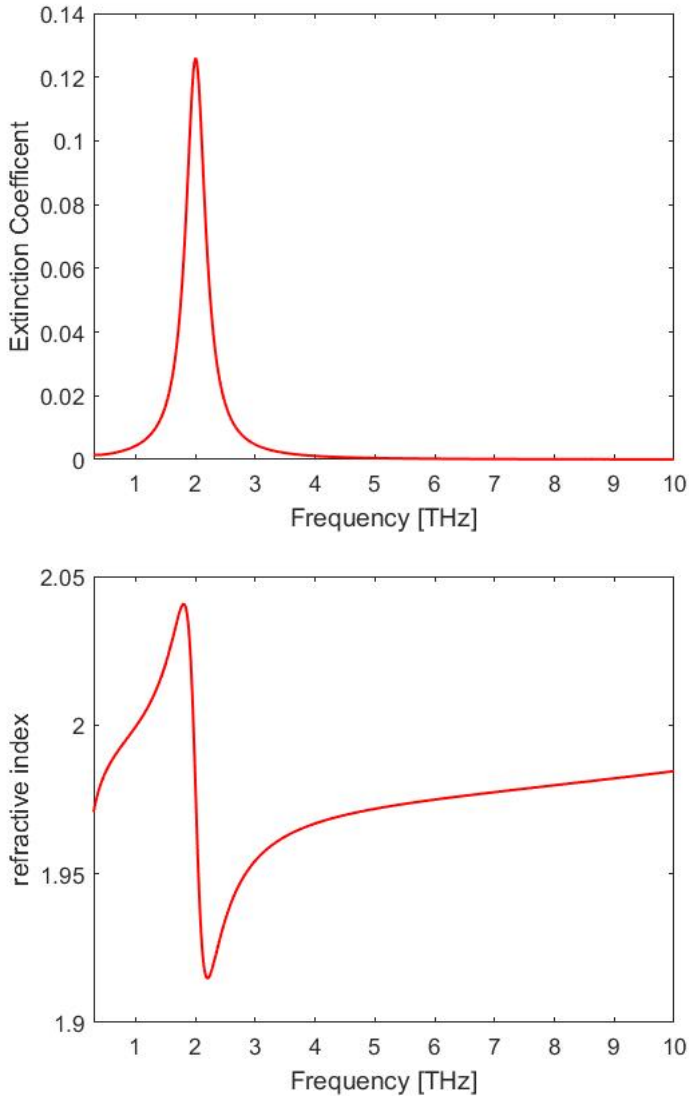 0.14
0.12
0.1
0.08
0.06
0.04
0.02
0
Extinction Coefficent
1 2 3 4 5 6 7 8 9 10
Frequency [THz]
2.05
2
1.95
1.9
refractive index
1 2 3 4 5 6 7 8 9 10
Frequency [THz]